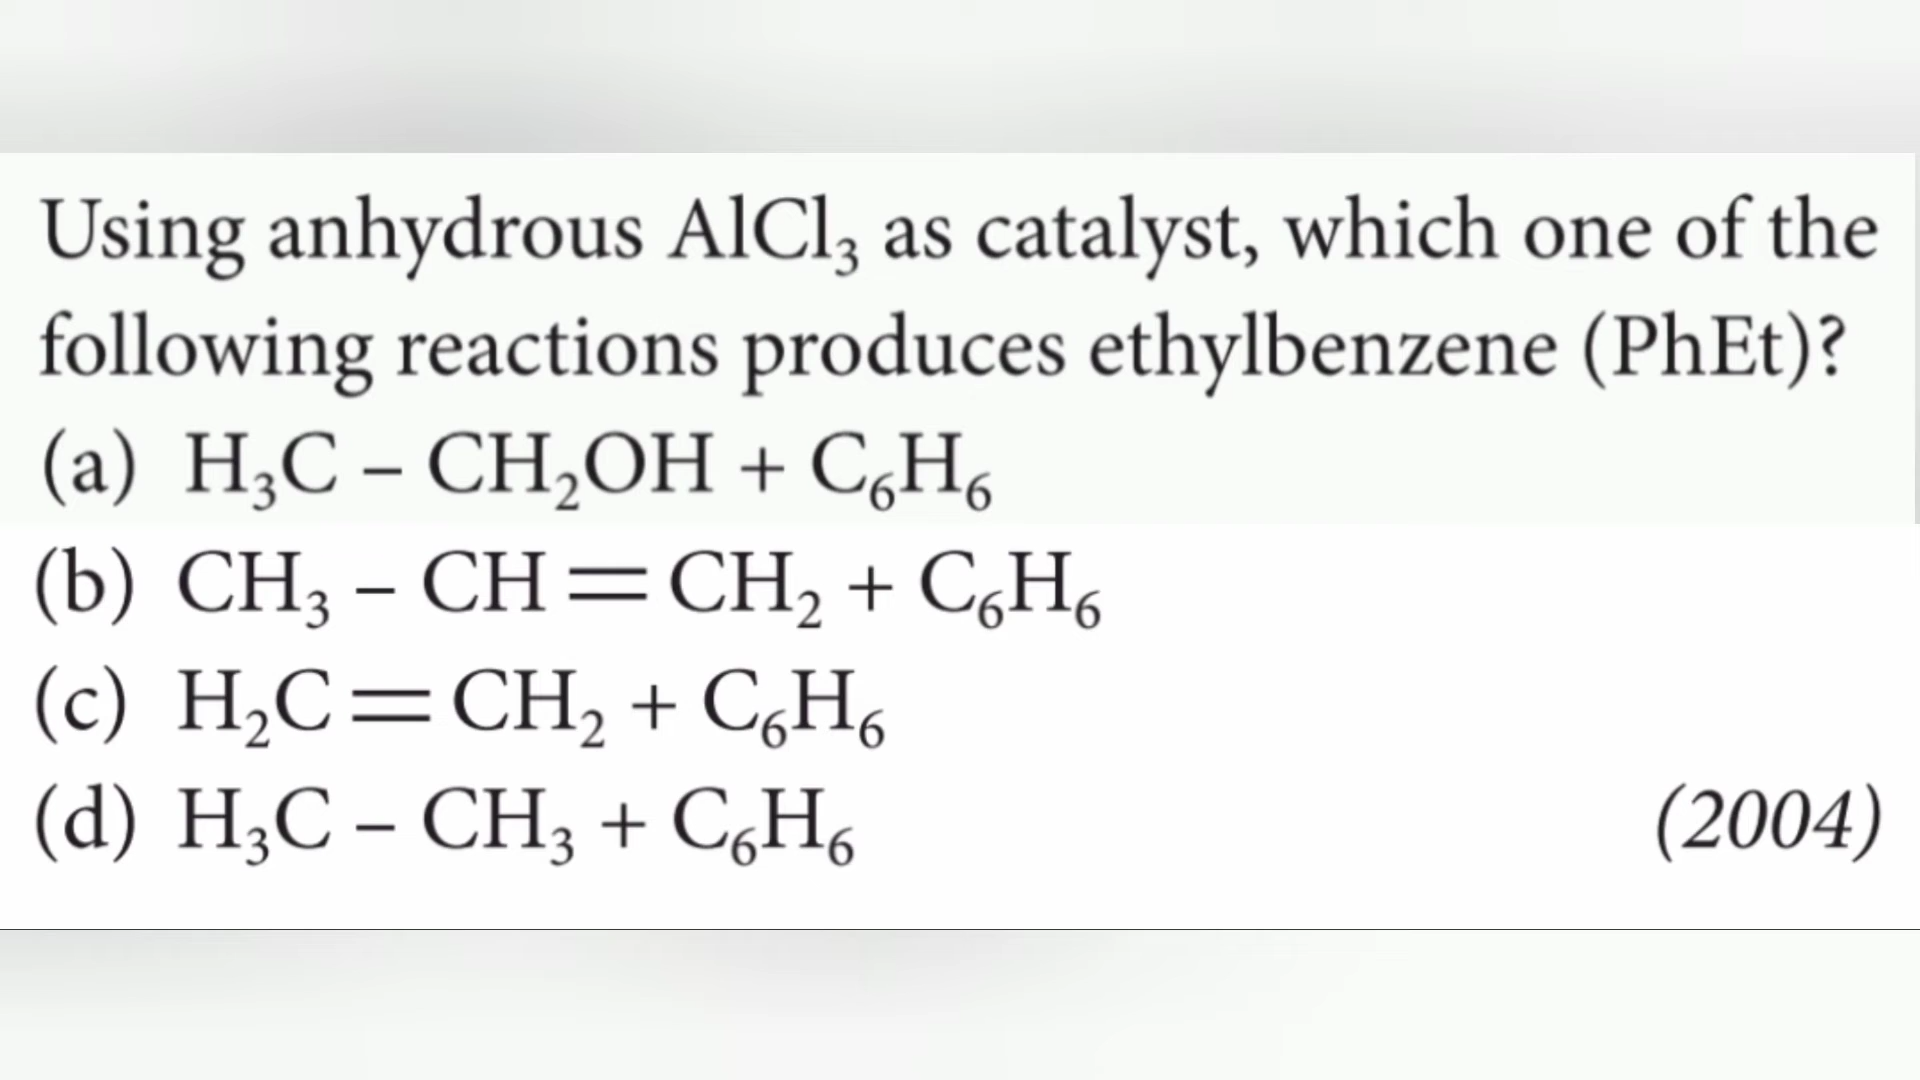 Using anhydrous AlCl₃ as catalyst, which one of the
following reactions produces ethylbenzene (PhEt)?
(a) H₃C – CH₂OH + C₆H₆
(b) CH₃ – CH = CH₂ + C₆H₆
(c) H₂C = CH₂ + C₆H₆
(d) H₃C – CH₃ + C₆H₆ (2004)